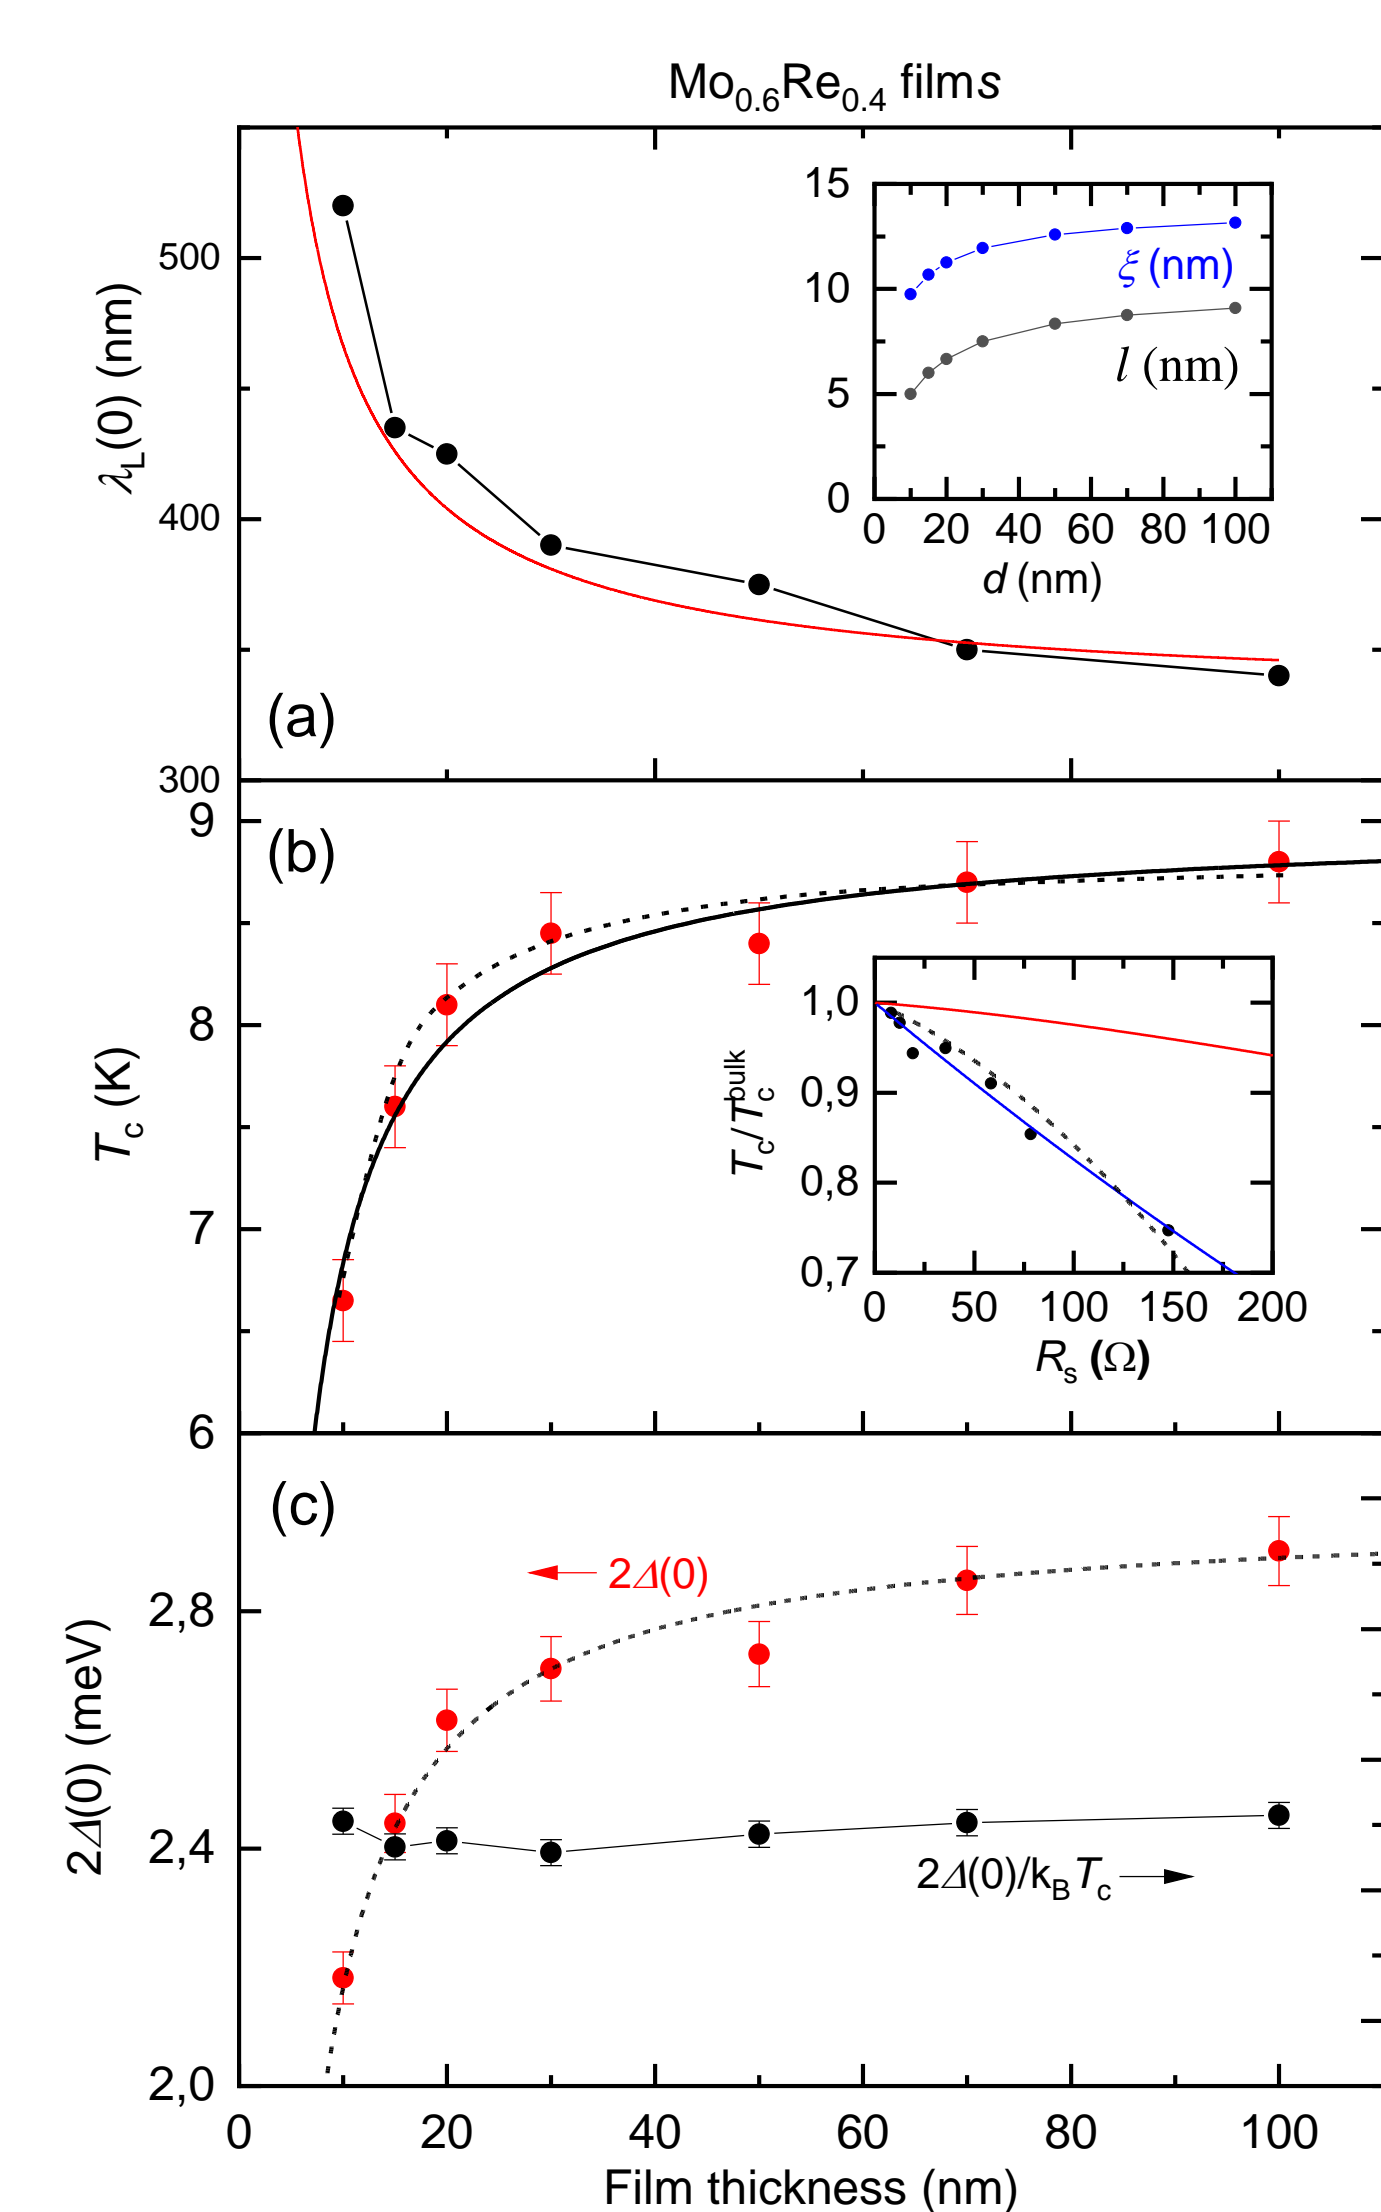 Mo0.6Re0.4 films
λL(0) (nm)
500
400
300
(a)
15
10
5
0
ξ (nm)
l (nm)
0 20 40 60 80 100
d (nm)
(b)
Tc (K)
9
8
7
6
Tc/Tcbulk
1,0
0,9
0,8
0,7
0 50 100 150 200
Rs (Ω)
(c)
2Δ(0) (meV)
2,8
2,4
2,0
2Δ(0)
2Δ(0)/kBTc
0 20 40 60 80 100
Film thickness (nm)